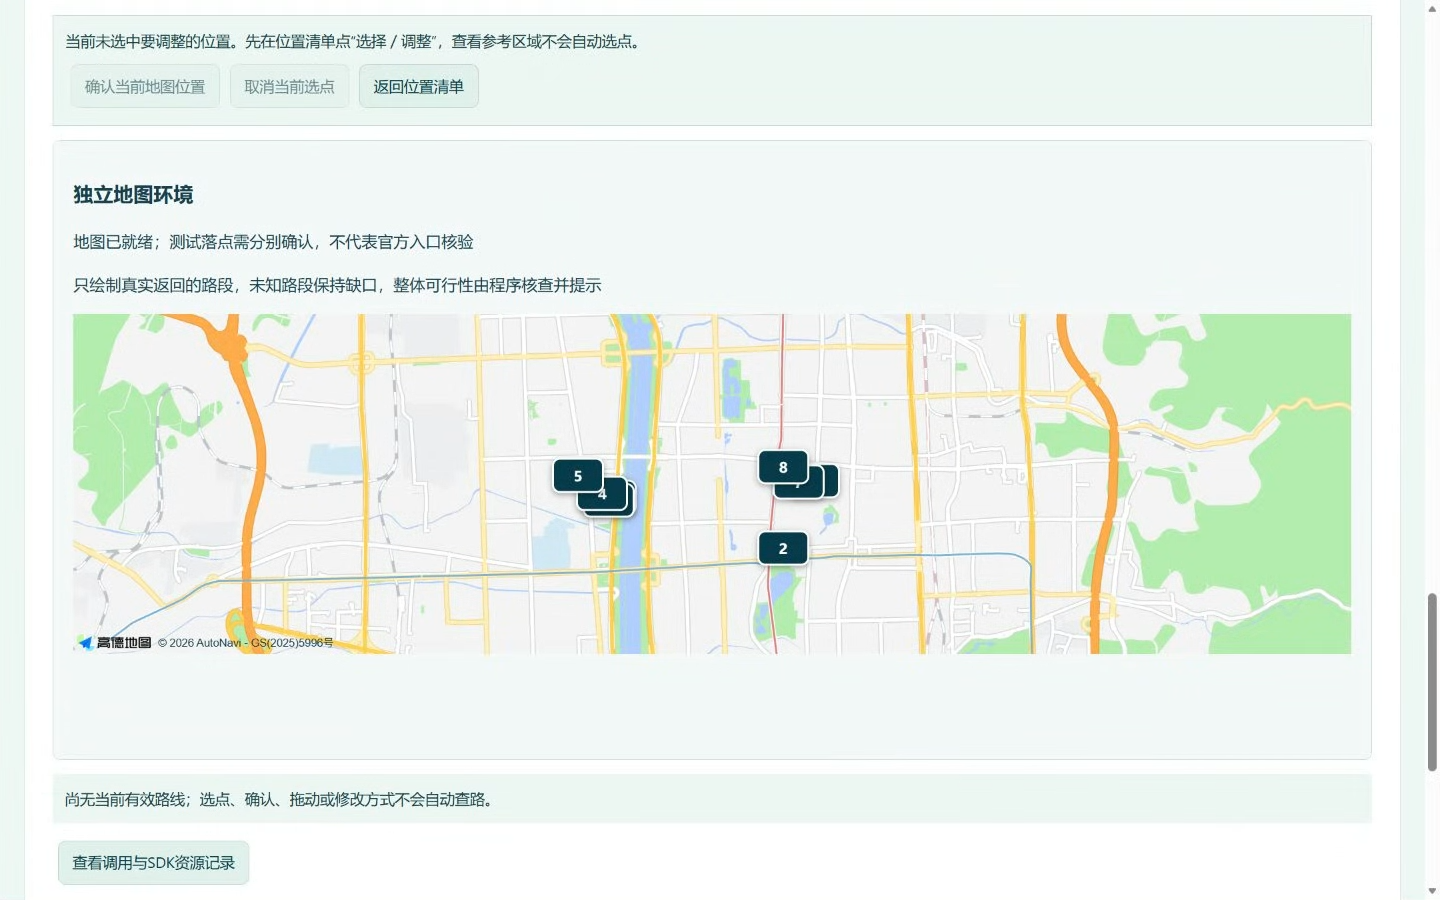 当前未选中要调整的位置。先在位置清单点“选择 / 调整”，查看参考区域不会自动选点。
确认当前地图位置 取消当前选点 返回位置清单
独立地图环境
地图已就绪；测试落点需分别确认，不代表官方入口核验
只绘制真实返回的路段，未知路段保持缺口，整体可行性由程序核查并提示
8
5
4
2
高德地图 © 2026 AutoNavi - GS(2025)5996号
尚无当前有效路线；选点、确认、拖动或修改方式不会自动查路。
查看调用与SDK资源记录